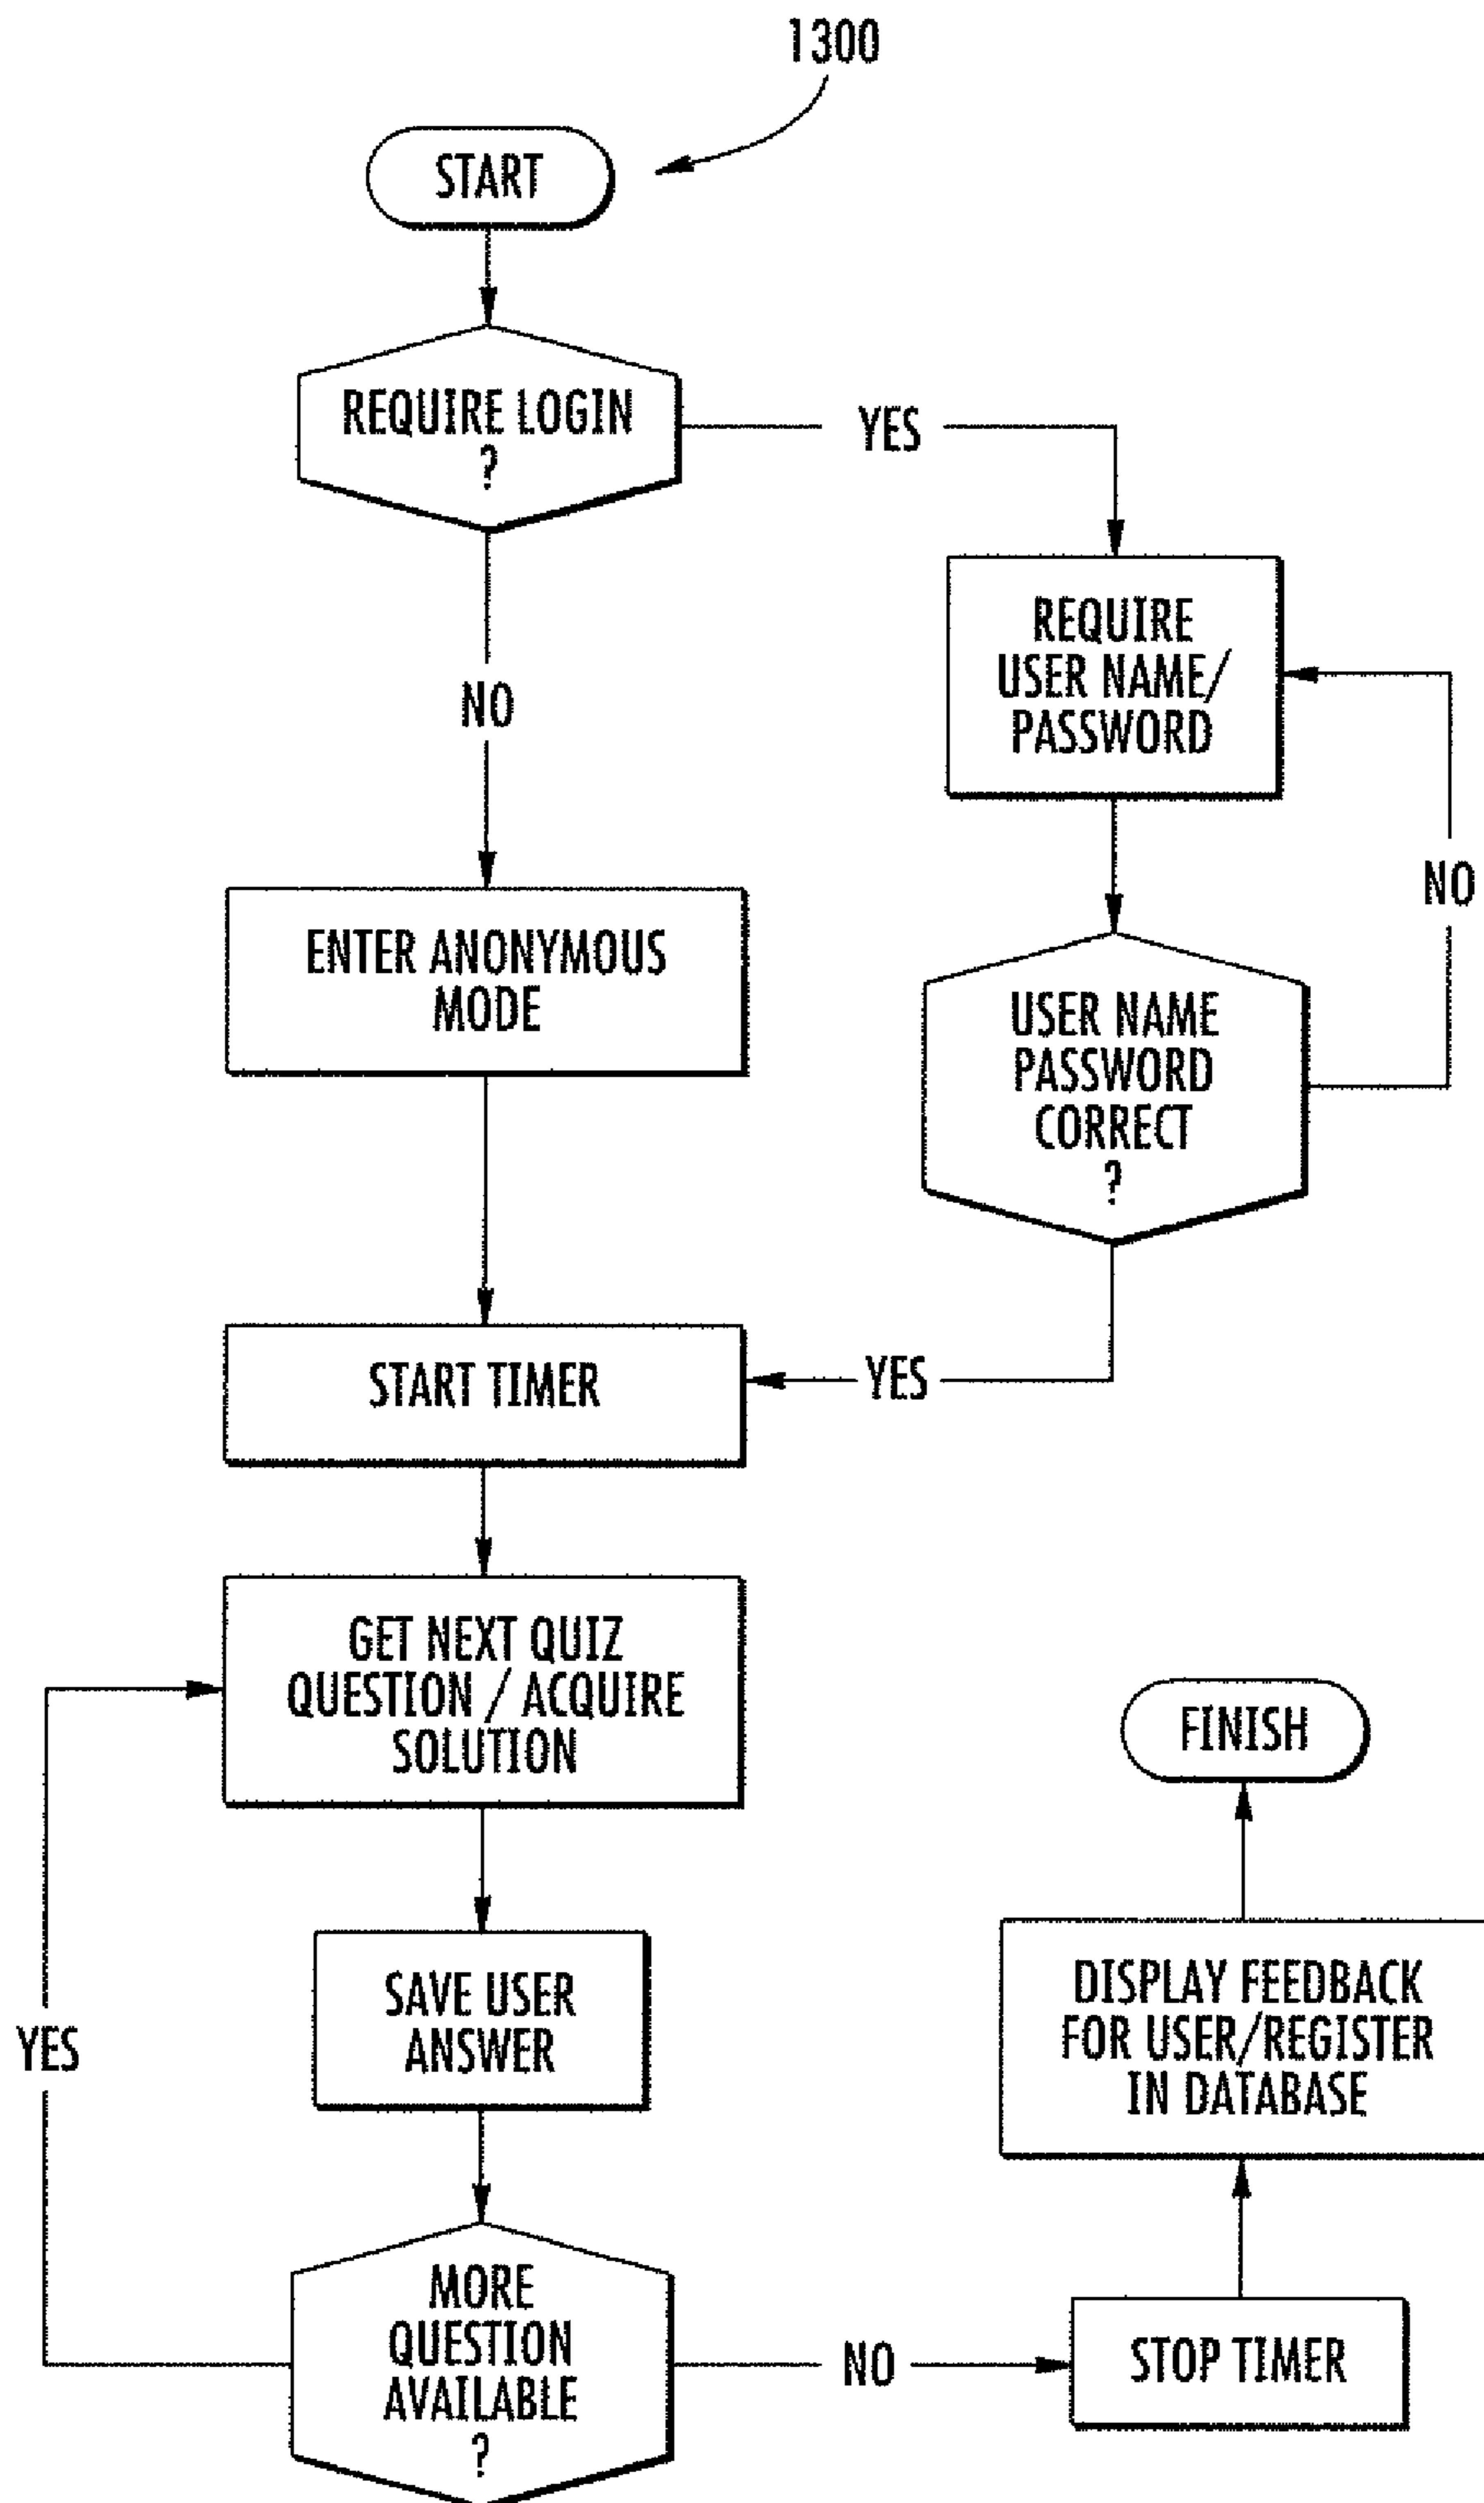 1300
START
REQUIRE LOGIN
?
YES
NO
REQUIRE
USER NAME/
PASSWORD
NO
ENTER ANONYMOUS
MODE
USER NAME
PASSWORD
CORRECT
?
START TIMER
YES
GET NEXT QUIZ
QUESTION/ACQUIRE
SOLUTION
FINISH
SAVE USER
ANSWER
YES
DISPLAY FEEDBACK
FOR USER/REGISTER
IN DATABASE
MORE
QUESTION
AVAILABLE
?
NO
STOP TIMER